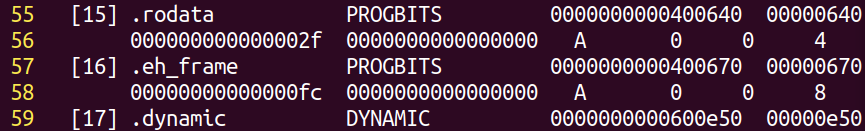 55   [15] .rodata           PROGBITS         0000000000400640  00000640
56        000000000000002f  0000000000000000   A       0     0     4
57   [16] .eh_frame         PROGBITS         0000000000400670  00000670
58        00000000000000fc  0000000000000000   A       0     0     8
59   [17] .dynamic          DYNAMIC          0000000000600e50  00000e50